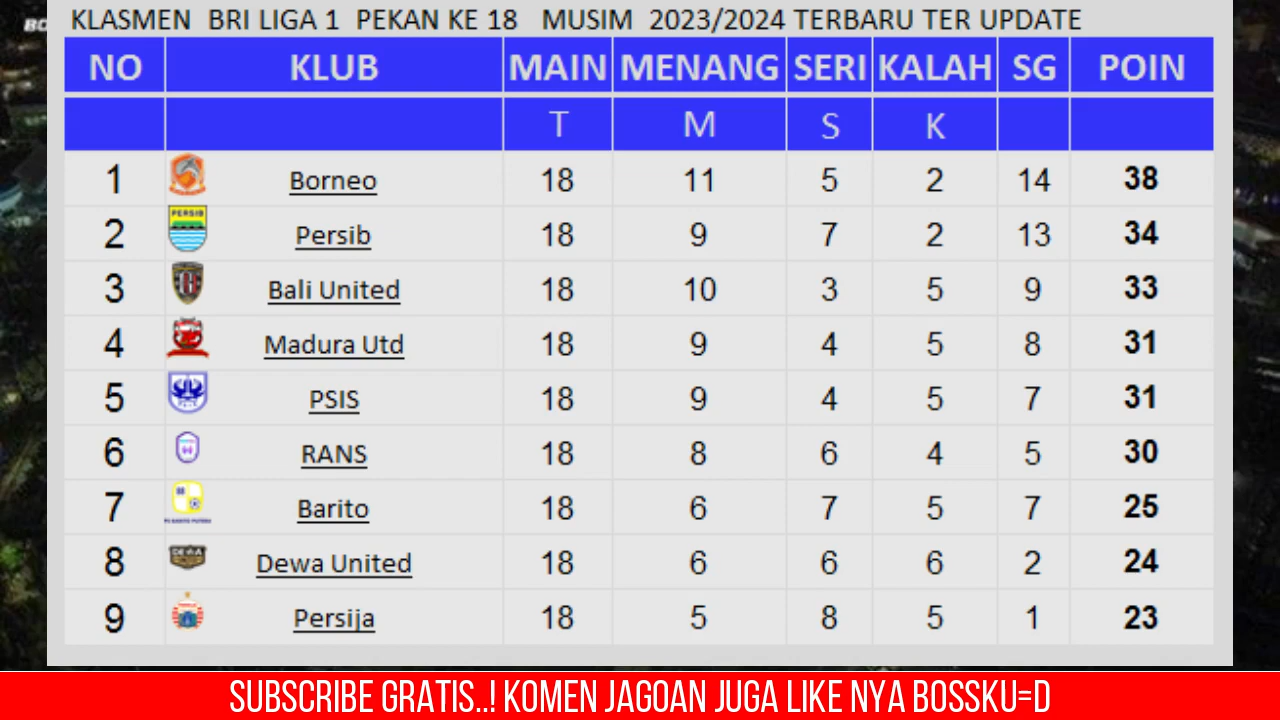 KLASMEN BRI LIGA 1 PEKAN KE 18 MUSIM 2023/2024 TERBARU TER UPDATE
NO KLUB MAIN MENANG SERI KALAH SG POIN
T M S K
1 Borneo 18 11 5 2 14 38
2 PERSIB Persib 18 9 7 2 13 34
3 Bali United 18 10 3 5 9 33
4 Madura Utd 18 9 4 5 8 31
5 PSIS 18 9 4 5 7 31
6 RANS 18 8 6 4 5 30
7 Barito 18 6 7 5 7 25
8 DEWA Dewa United 18 6 6 6 2 24
9 Persija 18 5 8 5 1 23
SUBSCRIBE GRATIS..! KOMEN JAGOAN JUGA LIKE NYA BOSSKU=D